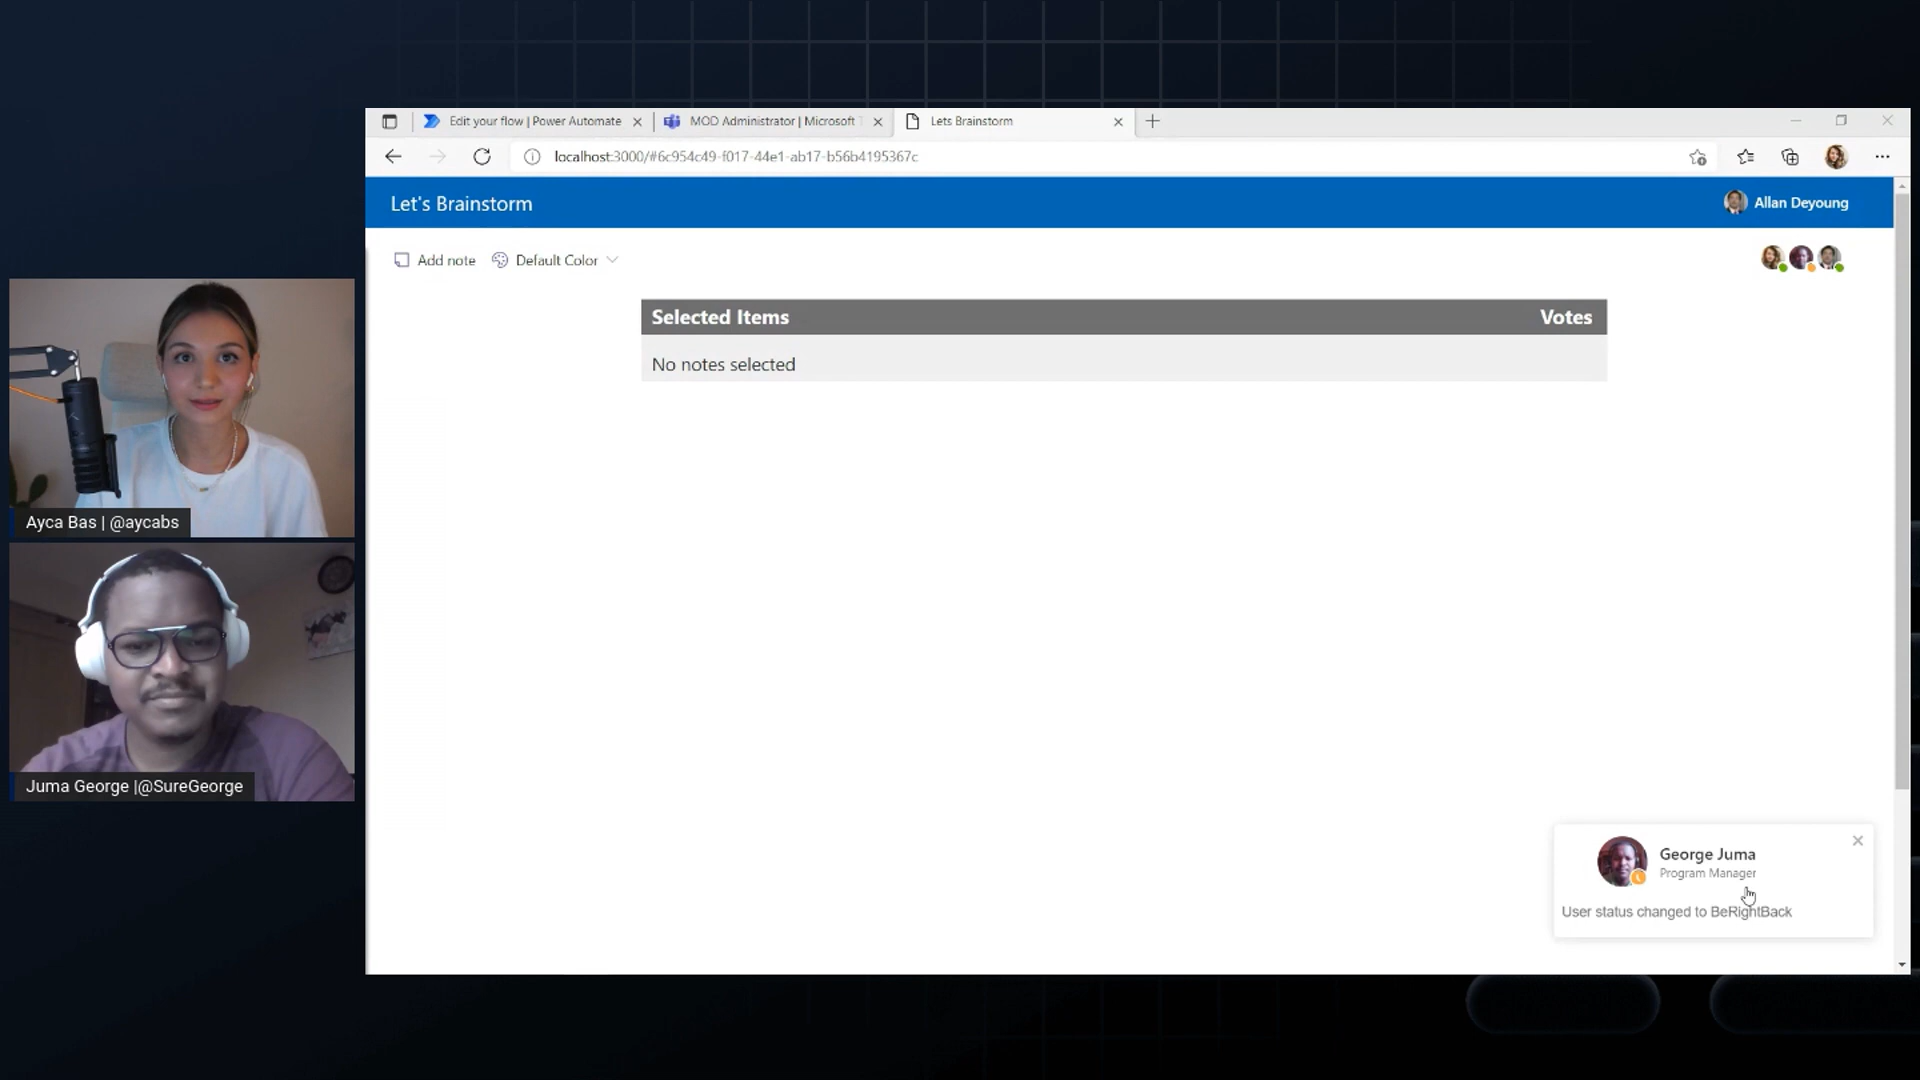 Edit your flow | Power Automate
MOD Administrator | Microsoft T
Lets Brainstorm
localhost:3000/#6c954c49-f017-44e1-ab17-b56b4195367c
Let's Brainstorm
Allan Deyoung
Add note
Default Color
Selected Items
Votes
No notes selected
Ayca Bas | @aycabs
Juma George |@SureGeorge
George Juma
Program Manager
User status changed to BeRightBack